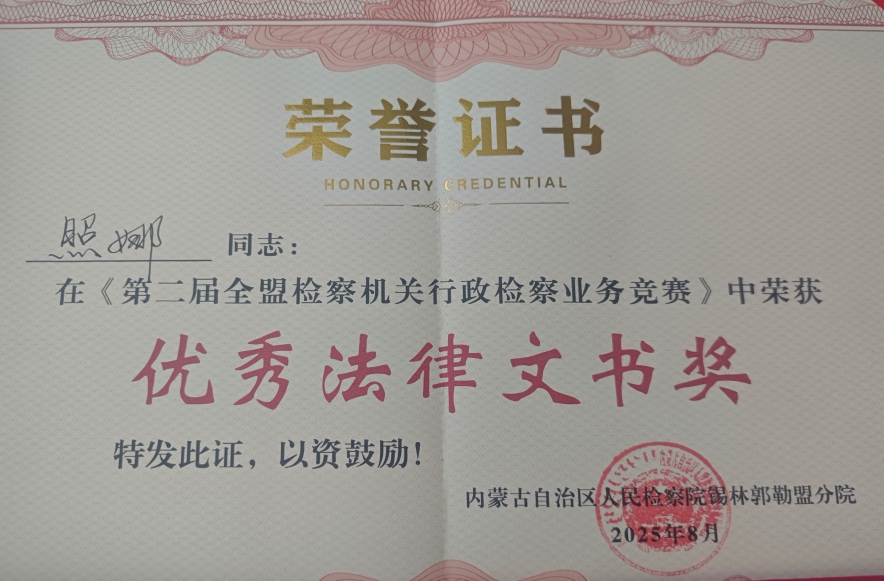 荣誉证书
HONORARY CREDENTIAL
照娜 同志：
在《第二届全盟检察机关行政检察业务竞赛》中荣获
优秀法律文书奖
特发此证，以资鼓励！
内蒙古自治区人民检察院锡林郭勒盟分院
2025年8月